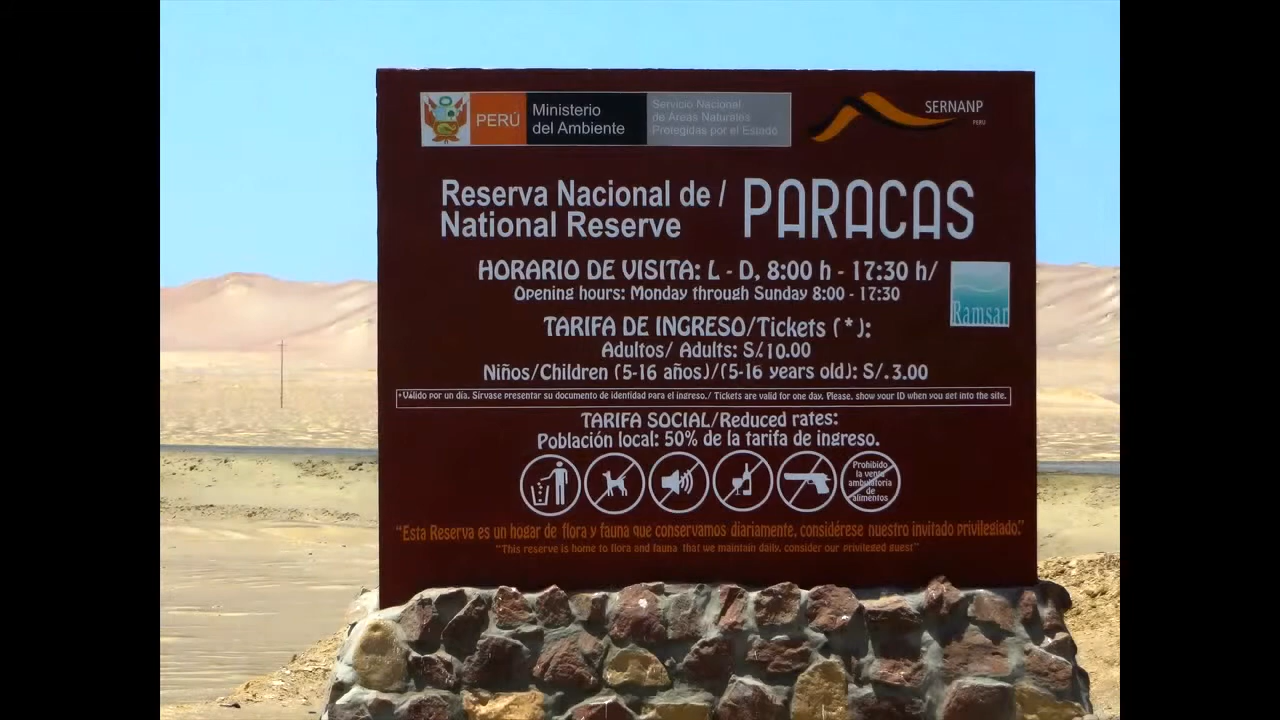 PERÚ
Ministerio
del Ambiente
Servicio Nacional
de Áreas Naturales
Protegidas por el Estado
SERNANP
PERU
Reserva Nacional de /
National Reserve
PARACAS
HORARIO DE VISITA: L - D, 8:00 h - 17:30 h/
Opening hours: Monday through Sunday 8:00 - 17:30
Ramsar
TARIFA DE INGRESO/Tickets (*):
Adultos/ Adults: S/.10.00
Niños/Children (5-16 años)/(5-16 years old): S/.3.00
*Válido por un día. Sírvase presentar su documento de identidad para el ingreso./ Tickets are valid for one day. Please, show your ID when you get into the site.
TARIFA SOCIAL/Reduced rates:
Población local: 50% de la tarifa de ingreso.
Prohibido
la venta
ambulatoria
de
alimentos
"Esta Reserva es un hogar de flora y fauna que conservamos diariamente, considérese nuestro invitado privilegiado."
"This reserve is home to flora and fauna that we maintain daily, consider our privileged guest"